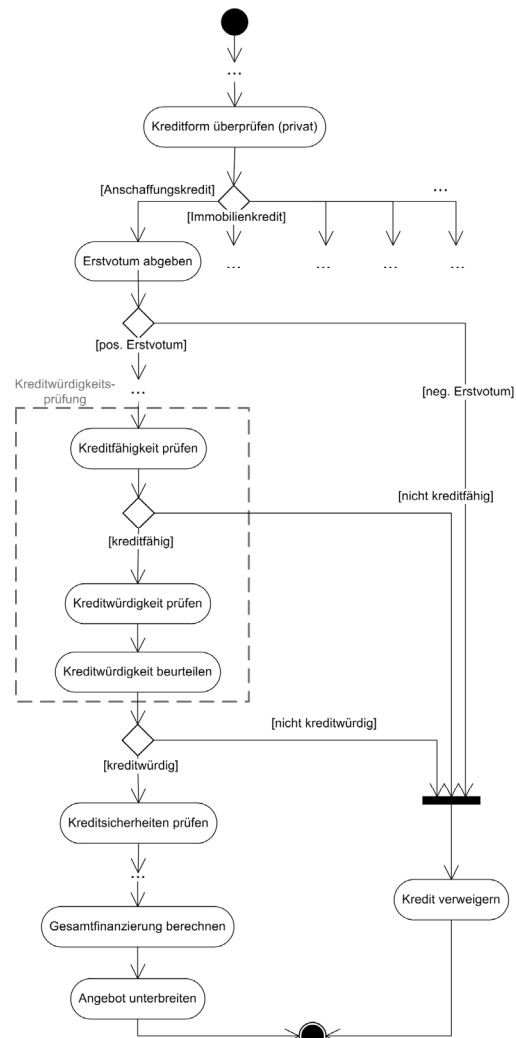 ...
Kreditform überprüfen (privat)
[Anschaffungskredit]
...
[Immobilienkredit]
Erstvotum abgeben
...
...
...
...
[pos. Erstvotum]
Kreditwürdigkeits-
prüfung
...
[neg. Erstvotum]
Kreditfähigkeit prüfen
[nicht kreditfähig]
[kreditfähig]
Kreditwürdigkeit prüfen
Kreditwürdigkeit beurteilen
[nicht kreditwürdig]
[kreditwürdig]
Kreditsicherheiten prüfen
...
Kredit verweigern
Gesamtfinanzierung berechnen
Angebot unterbreiten